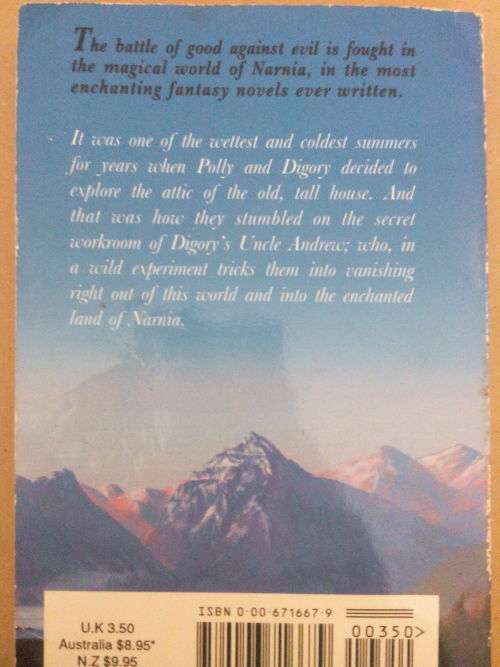 The battle of good against evil is fought in
the magical world of Narnia, in the most
enchanting fantasy novels ever written.
It was one of the wettest and coldest summers
for years when Polly and Digory decided to
explore the attic of the old, tall house. And
that was how they stumbled on the secret
workroom of Digory's Uncle Andrew; who, in
a wild experiment tricks them into vanishing
right out of this world and into the enchanted
land of Narnia.
ISBN 0-00-671667-9
U.K 3.50
Australia $8.95*
N.Z $9.95
00350>